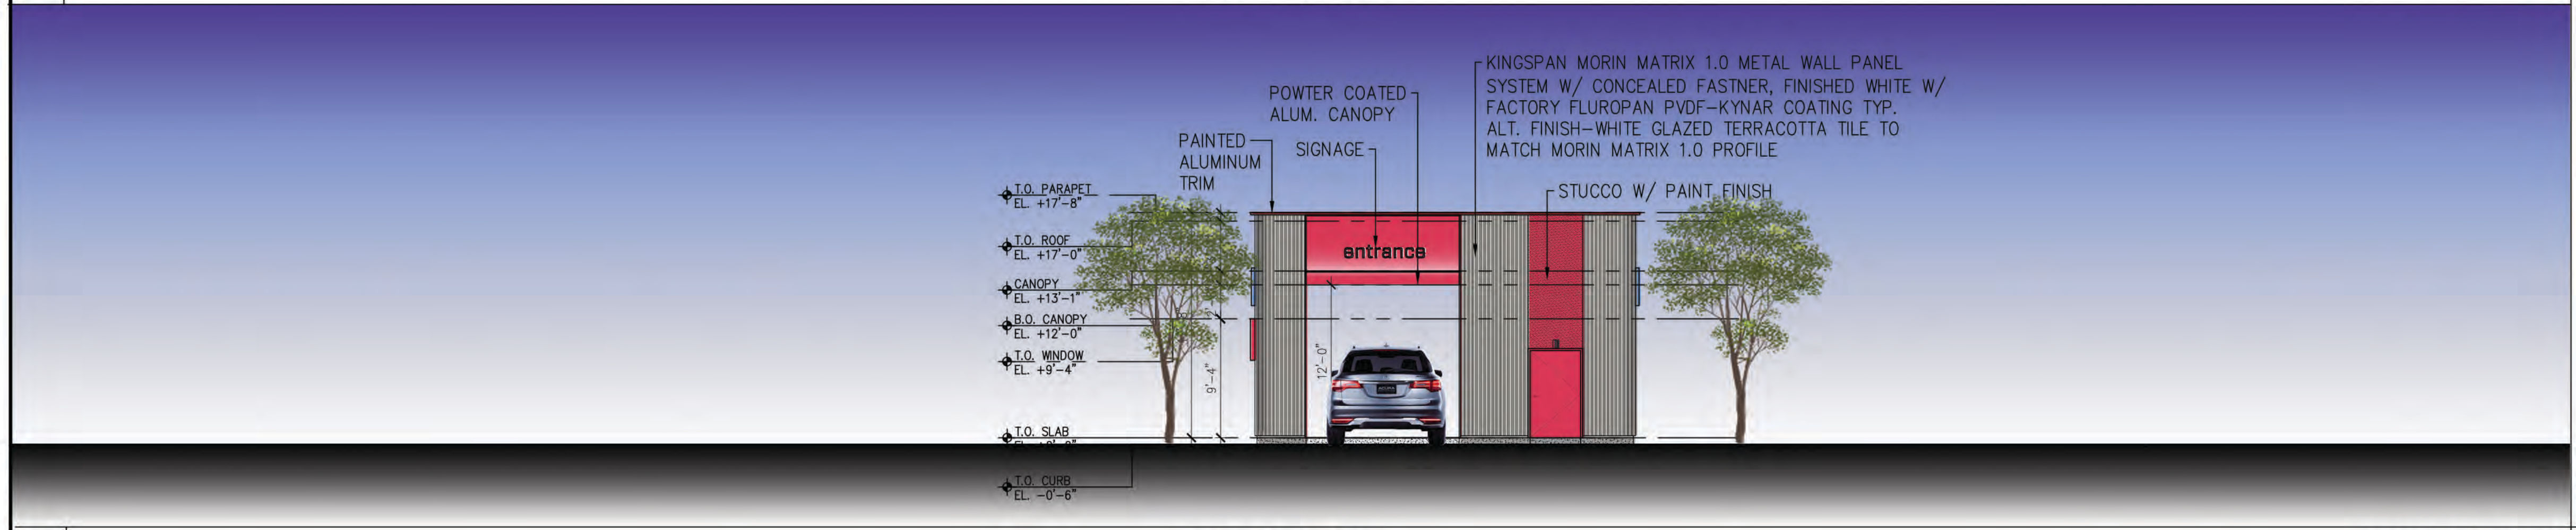 KINGSPAN MORIN MATRIX 1.0 METAL WALL PANEL
SYSTEM W/ CONCEALED FASTNER, FINISHED WHITE W/
FACTORY FLUROPAN PVDF-KYNAR COATING TYP.
ALT. FINISH-WHITE GLAZED TERRACOTTA TILE TO
MATCH MORIN MATRIX 1.0 PROFILE
POWTER COATED
ALUM. CANOPY
PAINTED
ALUMINUM
TRIM
SIGNAGE
STUCCO W/ PAINT FINISH
T.O. PARAPET
EL. +17'-8"
T.O. ROOF
EL. +17'-0"
CANOPY
EL. +13'-1"
B.O. CANOPY
EL. +12'-0"
T.O. WINDOW
EL. +9'-4"
T.O. SLAB
T.O. CURB
EL. -0'-6"
entrance
9'-4"
12'-0"
ACURA